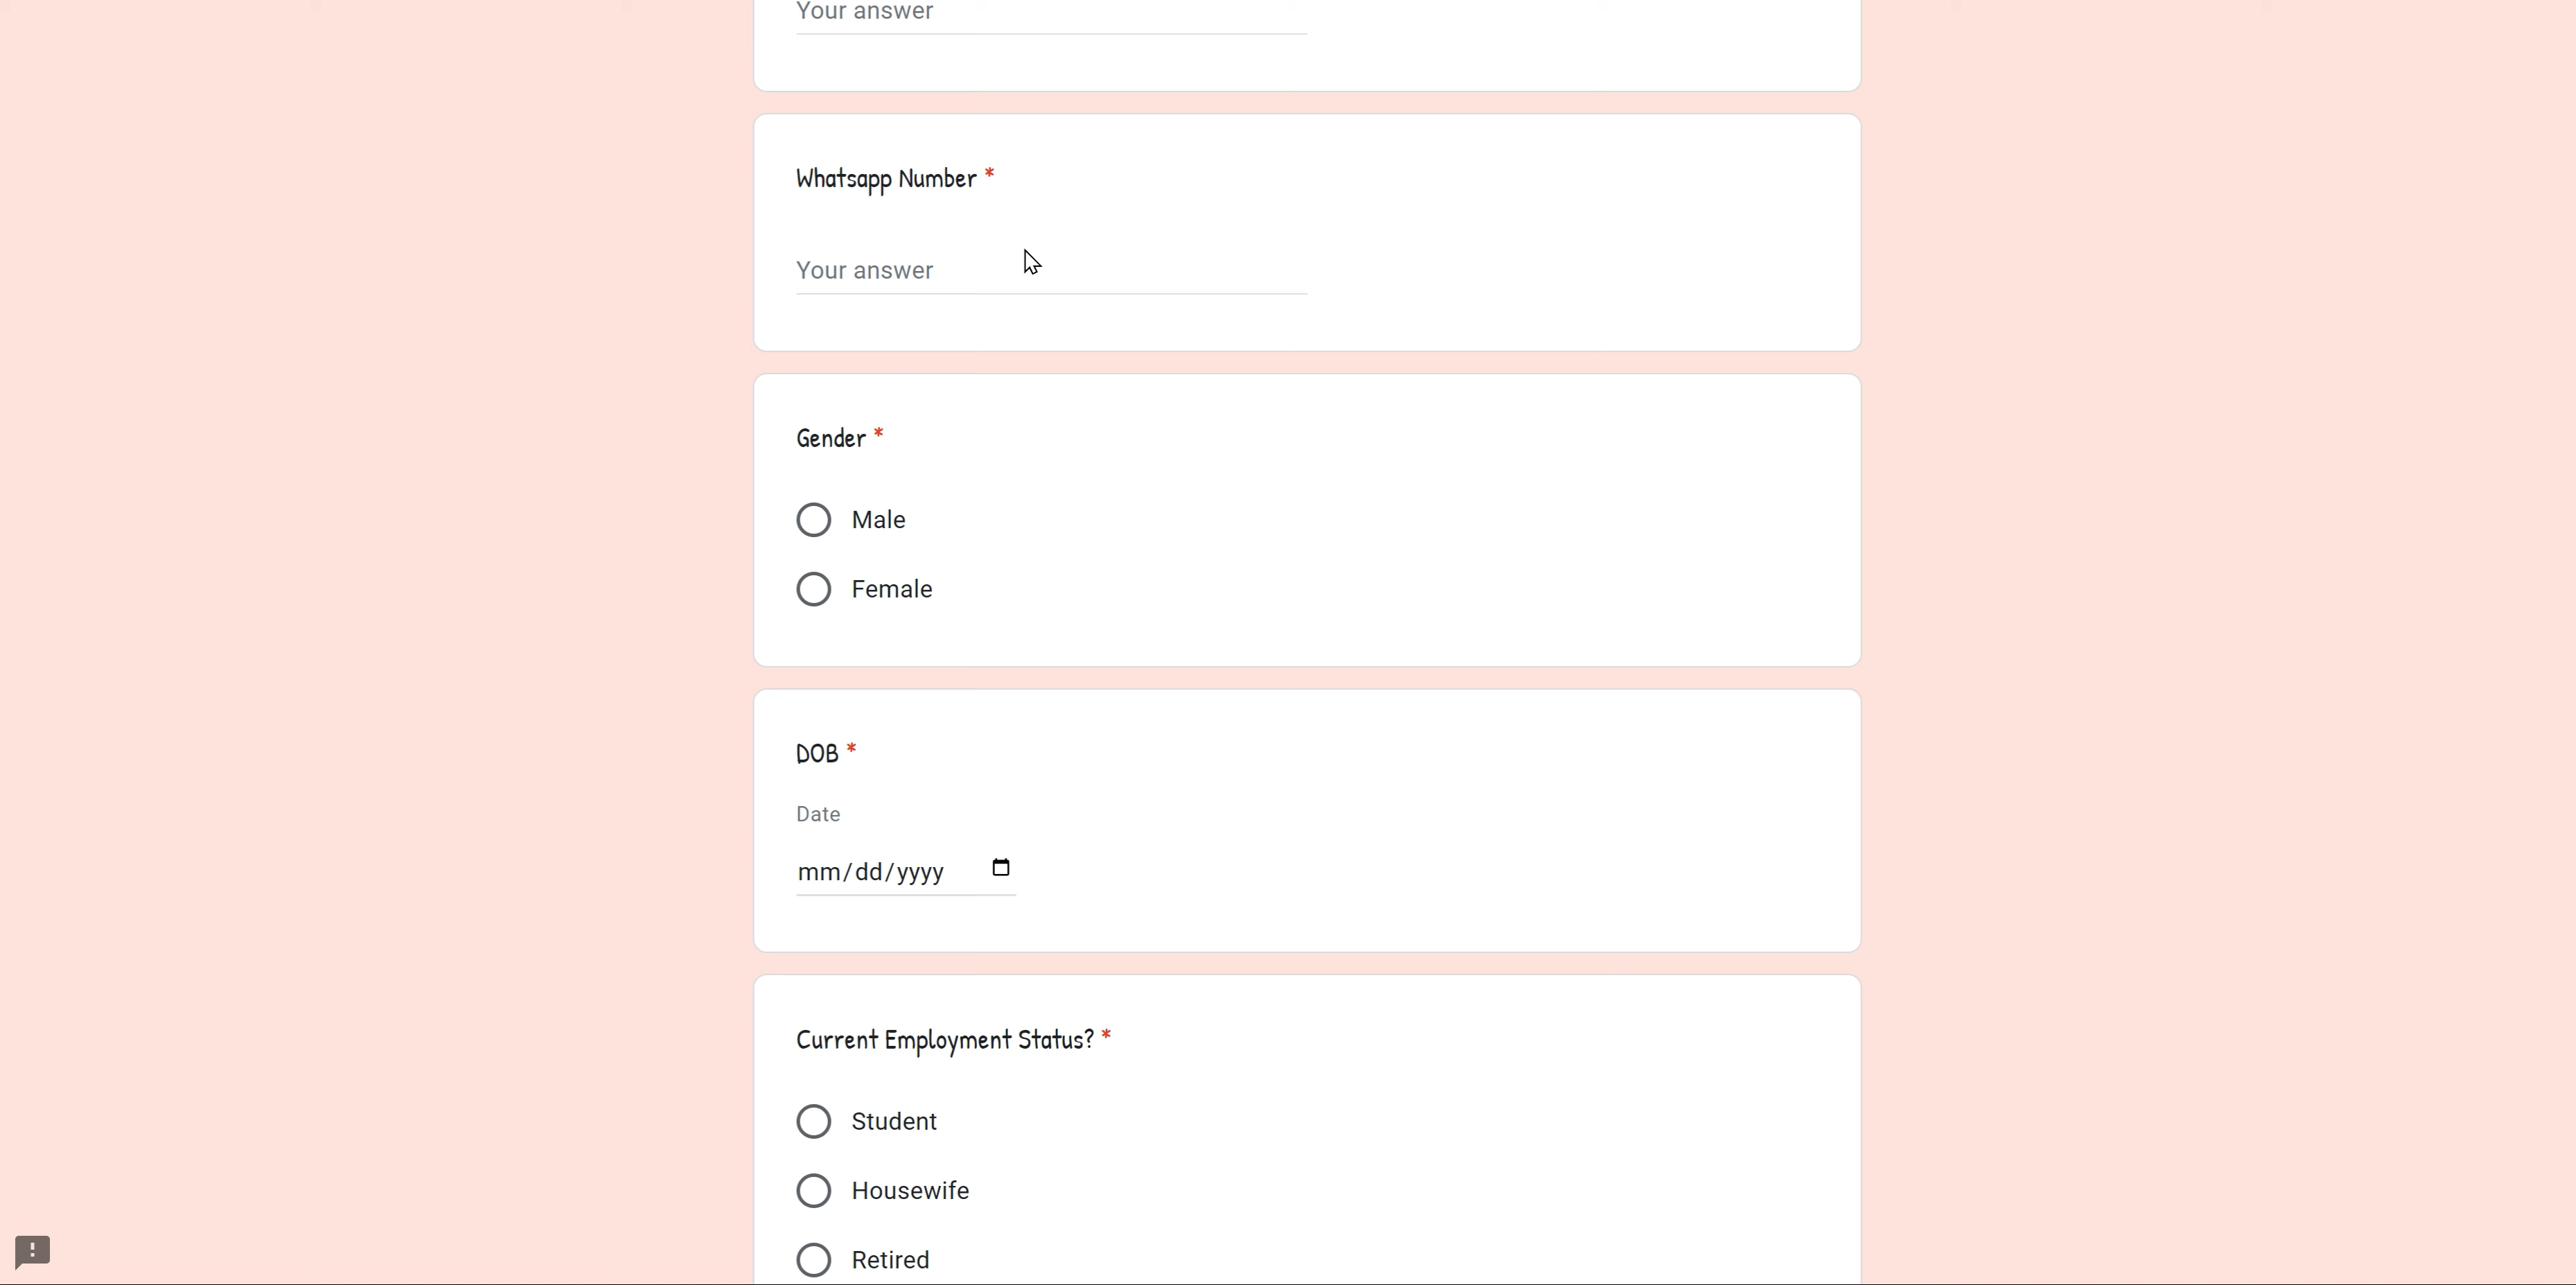 Your answer
Whatsapp Number *
Your answer
Gender *
Male
Female
DOB *
Date
mm/dd/yyyy
Current Employment Status? *
Student
Housewife
Retired